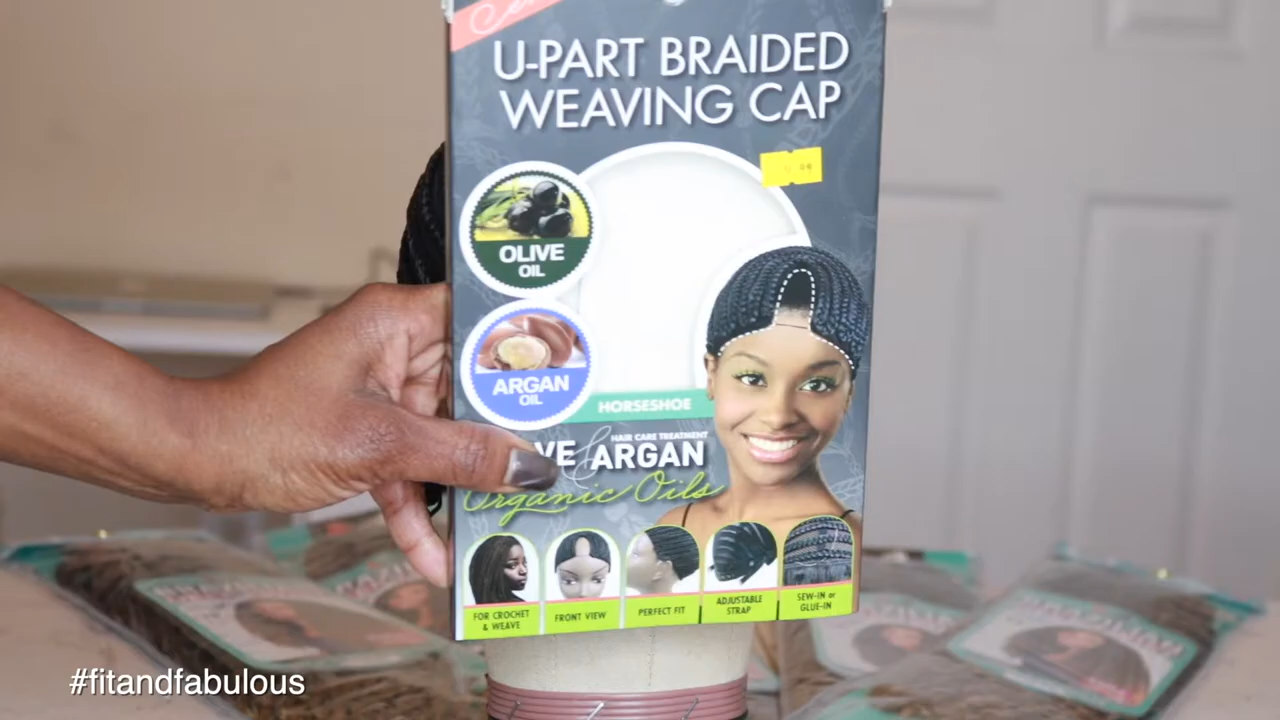 U-PART BRAIDED
WEAVING CAP
OLIVE
OIL
ARGAN
OIL
HORSESHOE
HAIR CARE TREATMENT
VE & ARGAN
Organic Oils
FOR CROCHET
& WEAVE
FRONT VIEW
PERFECT FIT
ADJUSTABLE
STRAP
SEW-IN or
GLUE-IN
#fitandfabulous